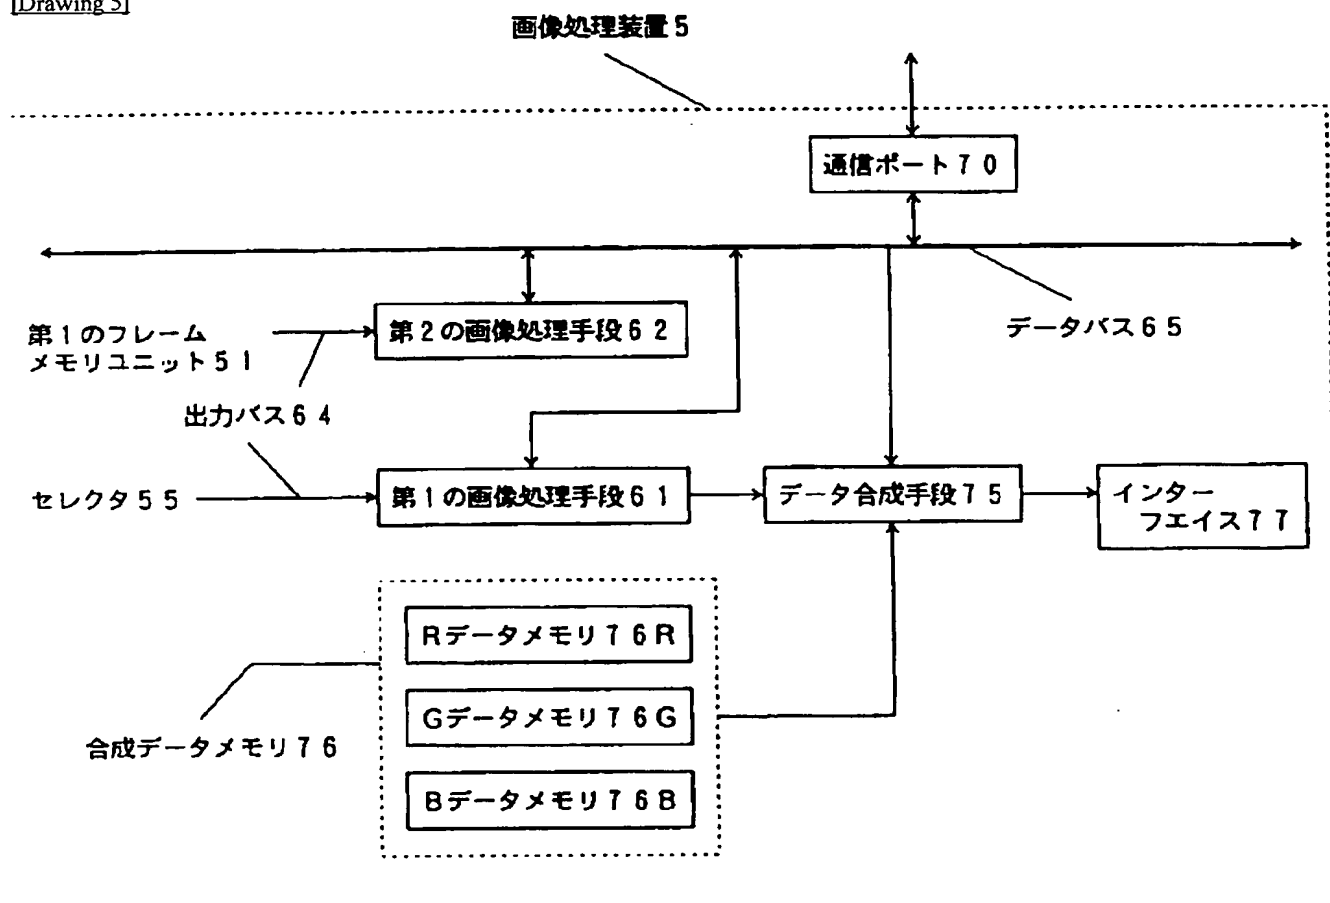 [Drawing 5]
画像処理装置5
通信ポート70
第1のフレーム
メモリユニット51
第2の画像処理手段62
データバス65
出力バス64
セレクタ55
第1の画像処理手段61
データ合成手段75
インター
フエイス77
Rデータメモリ76R
Gデータメモリ76G
合成データメモリ76
Bデータメモリ76B